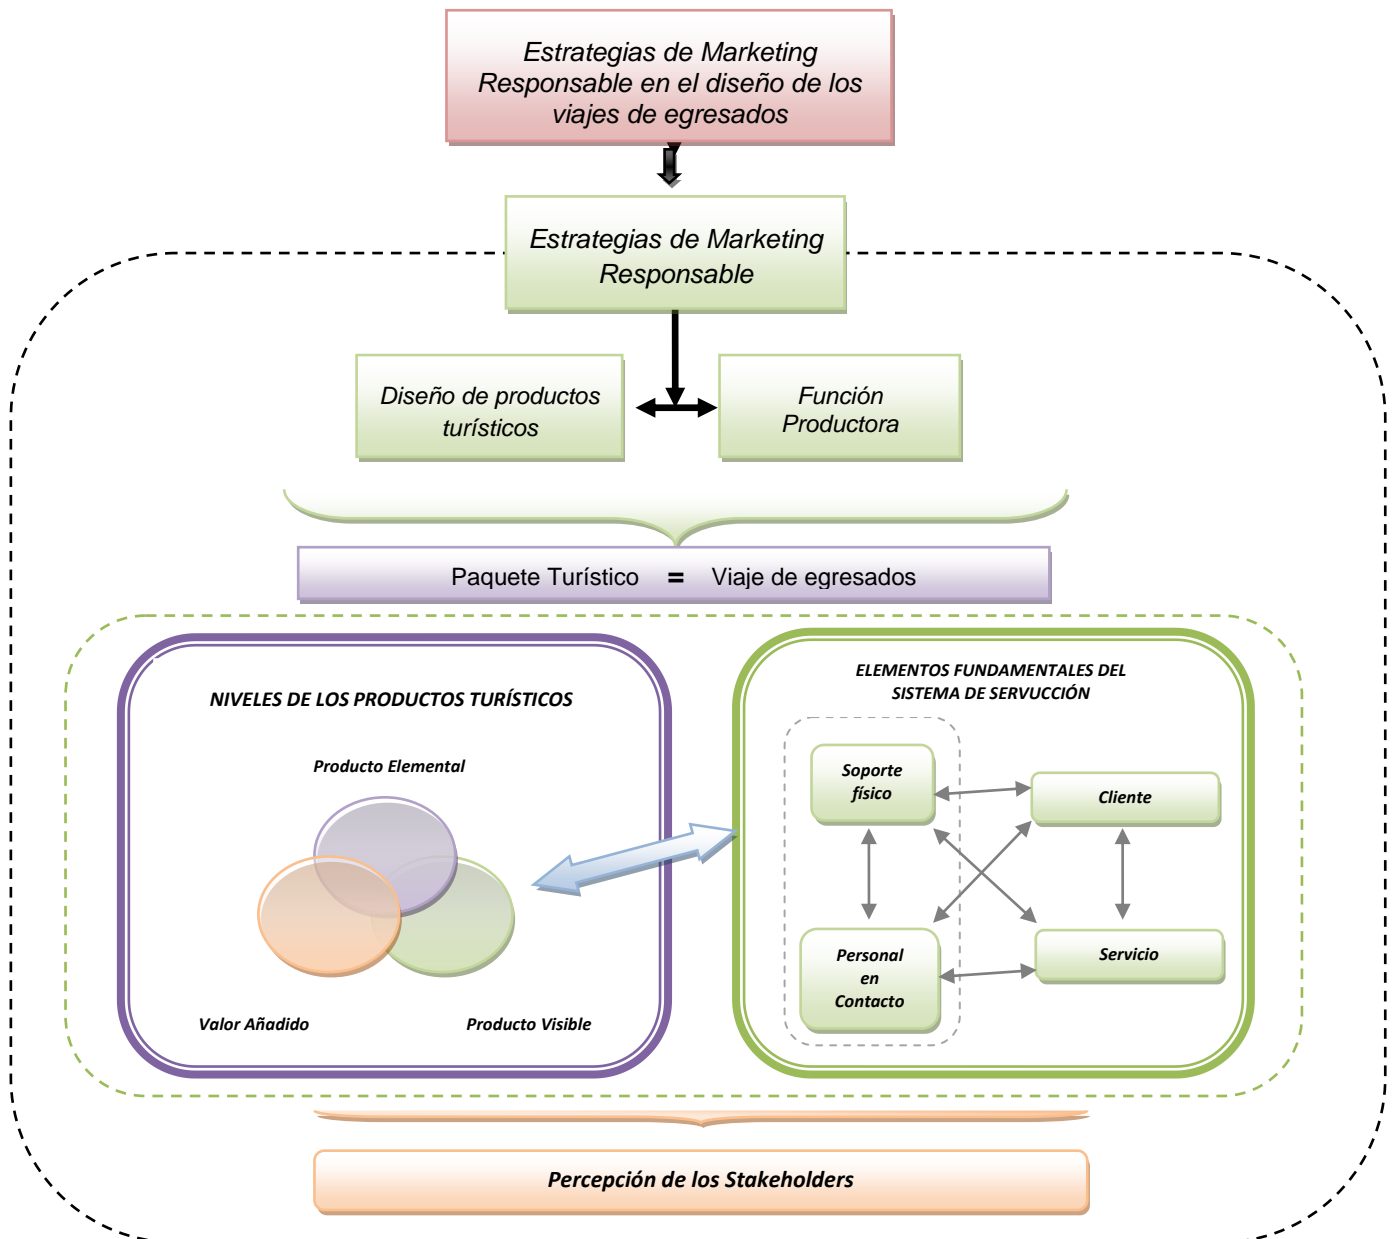 Estrategias de Marketing
Responsable en el diseño de los
viajes de egresados
Estrategias de Marketing
Responsable
Diseño de productos
turísticos
Función
Productora
Paquete Turístico = Viaje de egresados
NIVELES DE LOS PRODUCTOS TURÍSTICOS
Producto Elemental
Valor Añadido
Producto Visible
ELEMENTOS FUNDAMENTALES DEL
SISTEMA DE SERVUCCIÓN
Soporte
físico
Cliente
Personal
en
Contacto
Servicio
Percepción de los Stakeholders